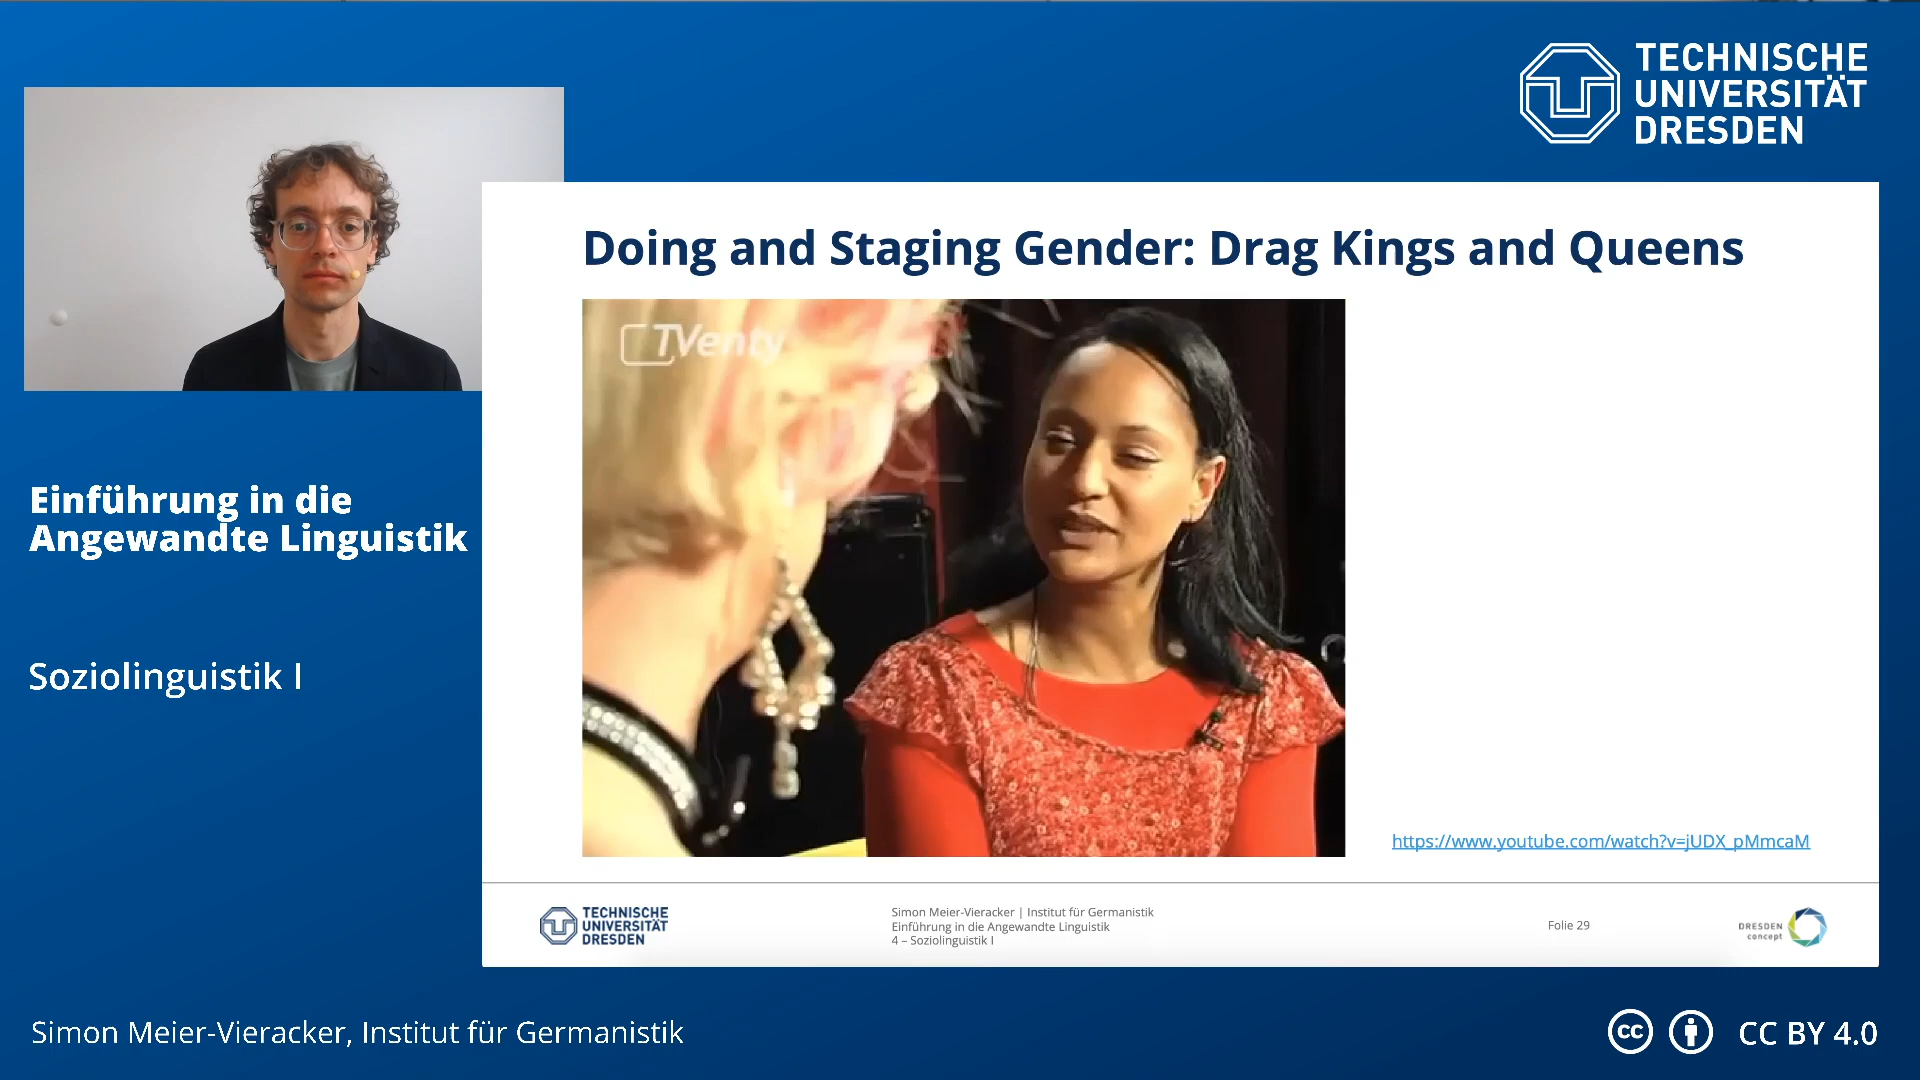 TECHNISCHE
UNIVERSITÄT
DRESDEN
Doing and Staging Gender: Drag Kings and Queens
TVenty
Einführung in die
Angewandte Linguistik
Soziolinguistik I
https://www.youtube.com/watch?v=jUDX_pMmcaM
TECHNISCHE
UNIVERSITÄT
DRESDEN
Simon Meier-Vieracker | Institut für Germanistik
Einführung in die Angewandte Linguistik
4 – Soziolinguistik I
Folie 29
DRESDEN
concept
Simon Meier-Vieracker, Institut für Germanistik
cc
CC BY 4.0